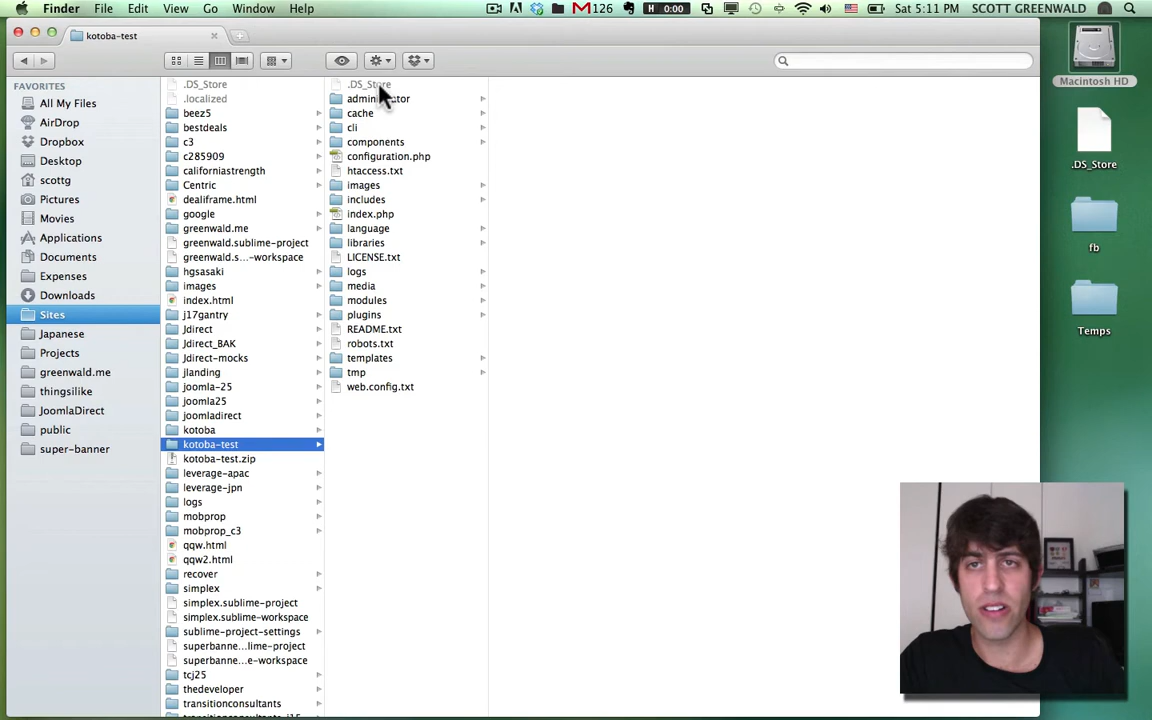 Finder File Edit View Go Window Help 126 H 0:00 Sat 5:11 PM SCOTT GREENWALD
kotoba-test
FAVORITES
All My Files
AirDrop
Dropbox
Desktop
scottg
Pictures
Movies
Applications
Documents
Expenses
Downloads
Sites
Japanese
Projects
greenwald.me
thingsilike
JoomlaDirect
public
super-banner
.DS_Store
.localized
beez5
bestdeals
c3
c285909
californiastrength
Centric
dealiframe.html
google
greenwald.me
greenwald.sublime-project
greenwald.s...-workspace
hgsasaki
images
index.html
j17gantry
Jdirect
Jdirect_BAK
Jdirect-mocks
jlanding
joomla-25
joomla25
joomladirect
kotoba
kotoba-test
kotoba-test.zip
leverage-apac
leverage-jpn
logs
mobprop
mobprop_c3
qqw.html
qqw2.html
recover
simplex
simplex.sublime-project
simplex.sublime-workspace
sublime-project-settings
superbanne...lime-project
superbanne...e-workspace
tcj25
thedeveloper
transitionconsultants
transitionconsultants_j15
.DS_Store
administrator
cache
cli
components
configuration.php
htaccess.txt
images
includes
index.php
language
libraries
LICENSE.txt
logs
media
modules
plugins
README.txt
robots.txt
templates
tmp
web.config.txt
Macintosh HD
.DS_Store
fb
Temps